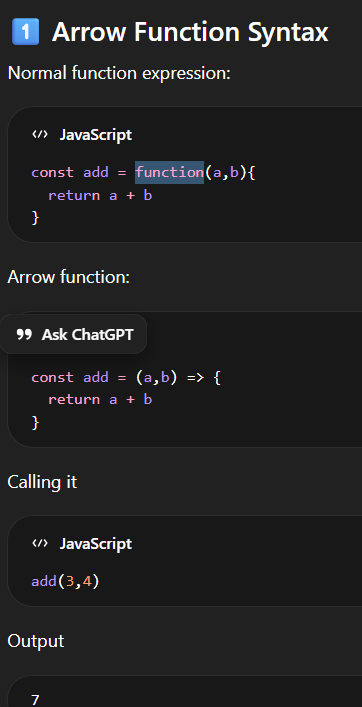 1 Arrow Function Syntax
Normal function expression:
</> JavaScript
const add = function(a,b){
  return a + b
}
Arrow function:
Ask ChatGPT
const add = (a,b) => {
  return a + b
}
Calling it
</> JavaScript
add(3,4)
Output
7